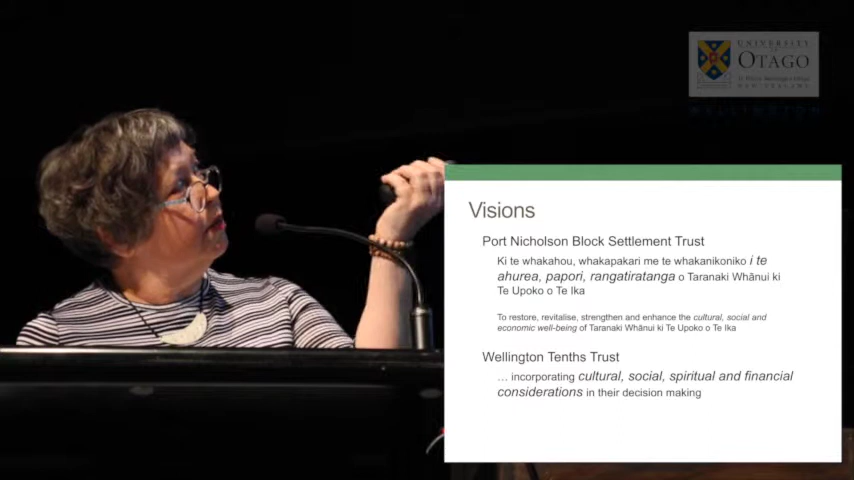 UNIVERSITY
OF
OTAGO
NEW ZEALAND
Visions
Port Nicholson Block Settlement Trust
Ki te whakahou, whakapakari me te whakanikoniko i te
ahurea, papori, rangatiratanga o Taranaki Whānui ki
Te Upoko o Te Ika
To restore, revitalise, strengthen and enhance the cultural, social and
economic well-being of Taranaki Whānui ki Te Upoko o Te Ika
Wellington Tenths Trust
... incorporating cultural, social, spiritual and financial
considerations in their decision making